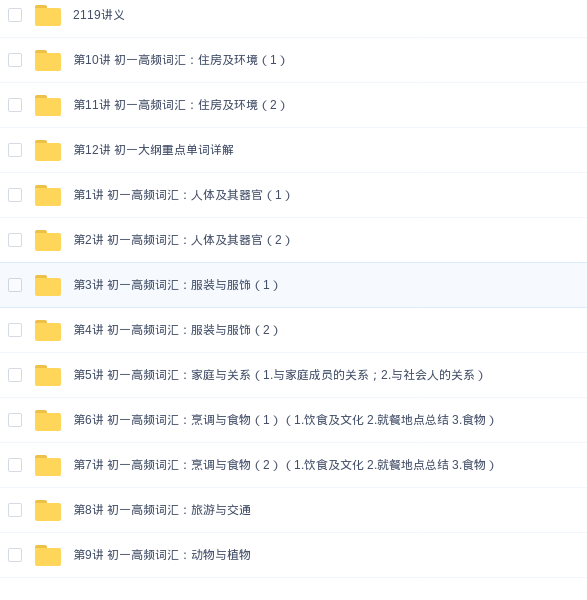 2119讲义
第10讲 初一高频词汇：住房及环境（1）
第11讲 初一高频词汇：住房及环境（2）
第12讲 初一大纲重点单词详解
第1讲 初一高频词汇：人体及其器官（1）
第2讲 初一高频词汇：人体及其器官（2）
第3讲 初一高频词汇：服装与服饰（1）
第4讲 初一高频词汇：服装与服饰（2）
第5讲 初一高频词汇：家庭与关系（1.与家庭成员的关系；2.与社会人的关系）
第6讲 初一高频词汇：烹调与食物（1）（1.饮食及文化 2.就餐地点总结 3.食物）
第7讲 初一高频词汇：烹调与食物（2）（1.饮食及文化 2.就餐地点总结 3.食物）
第8讲 初一高频词汇：旅游与交通
第9讲 初一高频词汇：动物与植物